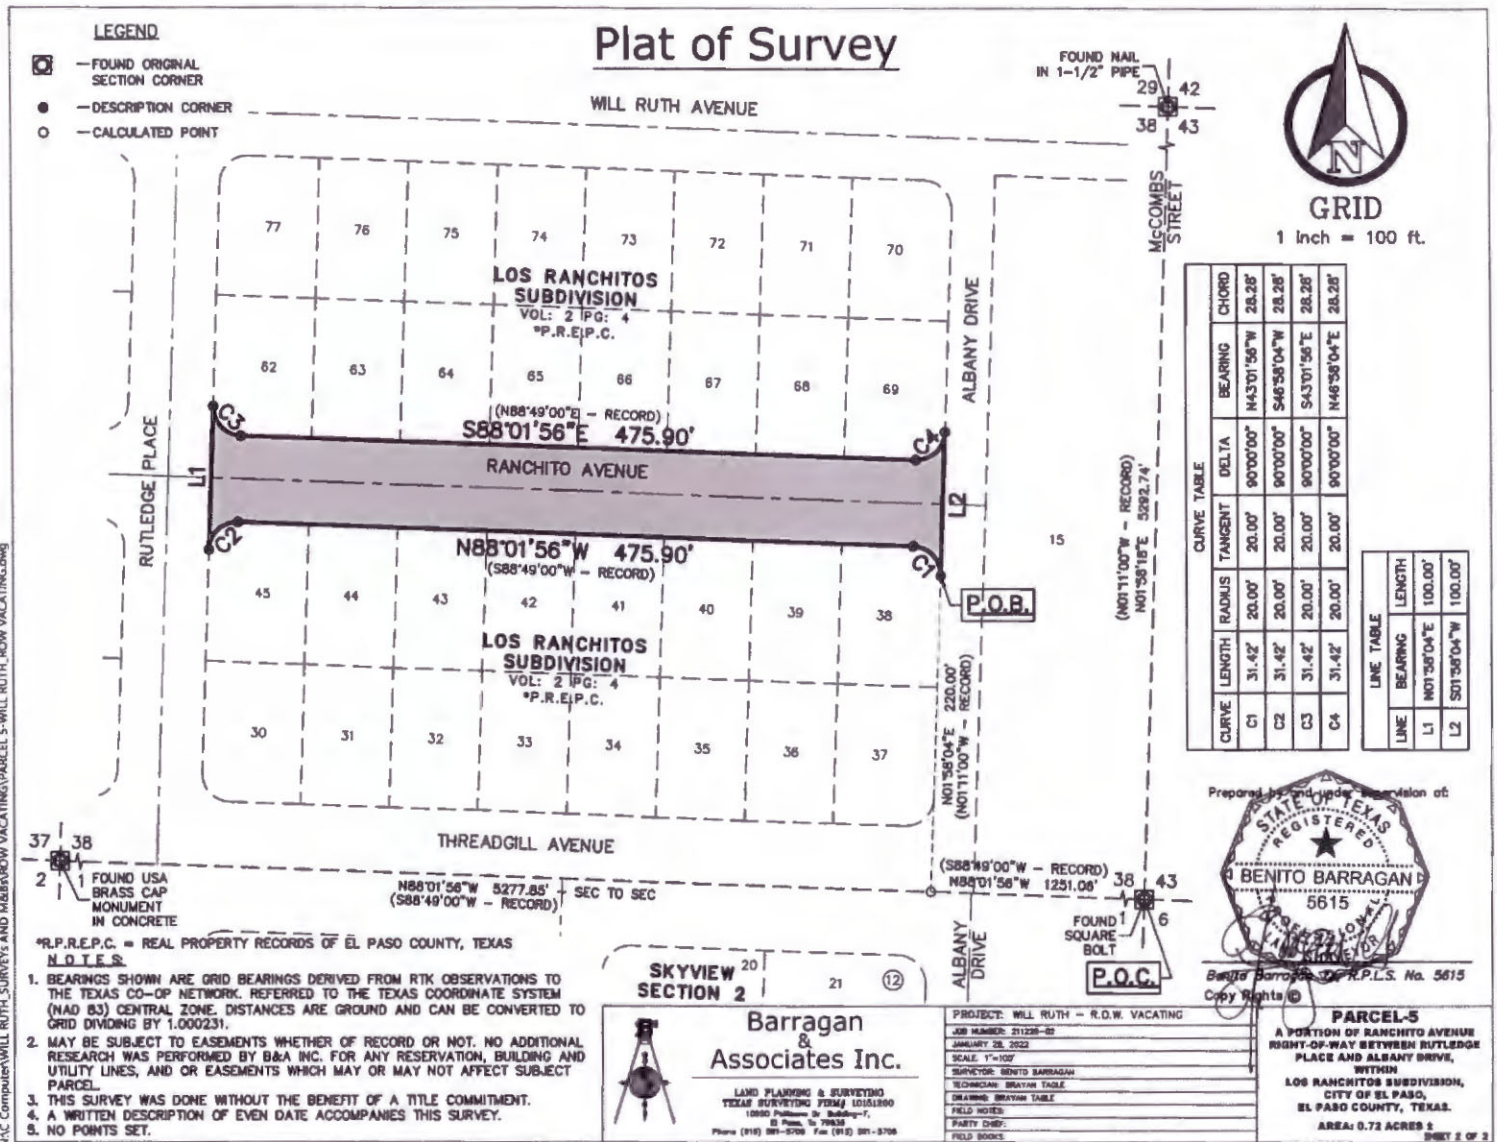 Plat of Survey
LEGEND
—FOUND ORIGINAL
SECTION CORNER
—DESCRIPTION CORNER
—CALCULATED POINT
WILL RUTH AVENUE
FOUND NAIL
IN 1-1/2" PIPE
29 42
38 43
N
GRID
1 inch = 100 ft.
McCOMBS
STREET
77 76 75 74 73 72 71 70
LOS RANCHITOS
SUBDIVISION
VOL: 2 PG: 4
*P.R.E.P.C.
ALBANY DRIVE
62 63 64 65 66 67 68 69
(N88°49'00"E — RECORD)
S88°01'56"E 475.90'
C3
C4
RANCHITO AVENUE
L1
L2
RUTLEDGE PLACE
C2
C1
N88°01'56"W 475.90'
(S88°49'00"W — RECORD)
P.O.B.
15
(N01°11'00"W — RECORD)
N01°58'18"E 5292.74'
45 44 43 42 41 40 39 38
LOS RANCHITOS
SUBDIVISION
VOL: 2 PG: 4
*P.R.E.P.C.
30 31 32 33 34 35 36 37
N01°58'04"E 220.00'
(N01°11'00"W — RECORD)
THREADGILL AVENUE
37 38
2 1
FOUND USA
BRASS CAP
MONUMENT
IN CONCRETE
N88°01'56"W 5277.85' SEC TO SEC
(S88°49'00"W — RECORD)
(S88°49'00"W — RECORD)
N88°01'56"W 1251.06'
38 43
1 6
FOUND
SQUARE
BOLT
P.O.C.
ALBANY
DRIVE
SKYVIEW
SECTION 2
20
21
12
CURVE TABLE
CURVE LENGTH RADIUS TANGENT DELTA BEARING CHORD
C1 31.42' 20.00' 20.00' 90°00'00" N43°01'56"W 28.28'
C2 31.42' 20.00' 20.00' 90°00'00" S46°58'04"W 28.28'
C3 31.42' 20.00' 20.00' 90°00'00" S43°01'56"E 28.28'
C4 31.42' 20.00' 20.00' 90°00'00" N46°58'04"E 28.28'
LINE TABLE
LINE BEARING LENGTH
L1 N01°58'04"E 100.00'
L2 S01°58'04"W 100.00'
Prepared by and under supervision of:
STATE OF TEXAS
REGISTERED
BENITO BARRAGAN
5615
PROFESSIONAL
LAND SURVEYOR
R.P.L.S. No. 5615
Copy Rights ©
*R.P.R.E.P.C. = REAL PROPERTY RECORDS OF EL PASO COUNTY, TEXAS
N O T E S:
1. BEARINGS SHOWN ARE GRID BEARINGS DERIVED FROM RTK OBSERVATIONS TO
THE TEXAS CO-OP NETWORK. REFERRED TO THE TEXAS COORDINATE SYSTEM
(NAD 83) CENTRAL ZONE. DISTANCES ARE GROUND AND CAN BE CONVERTED TO
GRID DIVIDING BY 1.000231.
2. MAY BE SUBJECT TO EASEMENTS WHETHER OF RECORD OR NOT. NO ADDITIONAL
RESEARCH WAS PERFORMED BY B&A INC. FOR ANY RESERVATION, BUILDING AND
UTILITY LINES, AND OR EASEMENTS WHICH MAY OR MAY NOT AFFECT SUBJECT
PARCEL.
3. THIS SURVEY WAS DONE WITHOUT THE BENEFIT OF A TITLE COMMITMENT.
4. A WRITTEN DESCRIPTION OF EVEN DATE ACCOMPANIES THIS SURVEY.
5. NO POINTS SET.
Barragan
&
Associates Inc.
LAND PLANNING & SURVEYING
TEXAS SURVEYING FIRM# 10151200
PROJECT: WILL RUTH — R.O.W. VACATING
JANUARY 28, 2022
SCALE: 1"=100'
SURVEYOR: BENITO BARRAGAN
TECHNICIAN: BRAYAN TABLE
DRAWING: BRAYAN TABLE
FIELD NOTES:
PARTY CHIEF:
FIELD BOOKS:
PARCEL-5
A PORTION OF RANCHITO AVENUE
RIGHT-OF-WAY BETWEEN RUTLEDGE
PLACE AND ALBANY DRIVE,
WITHIN
LOS RANCHITOS SUBDIVISION,
CITY OF EL PASO,
EL PASO COUNTY, TEXAS.
AREA: 0.72 ACRES ±